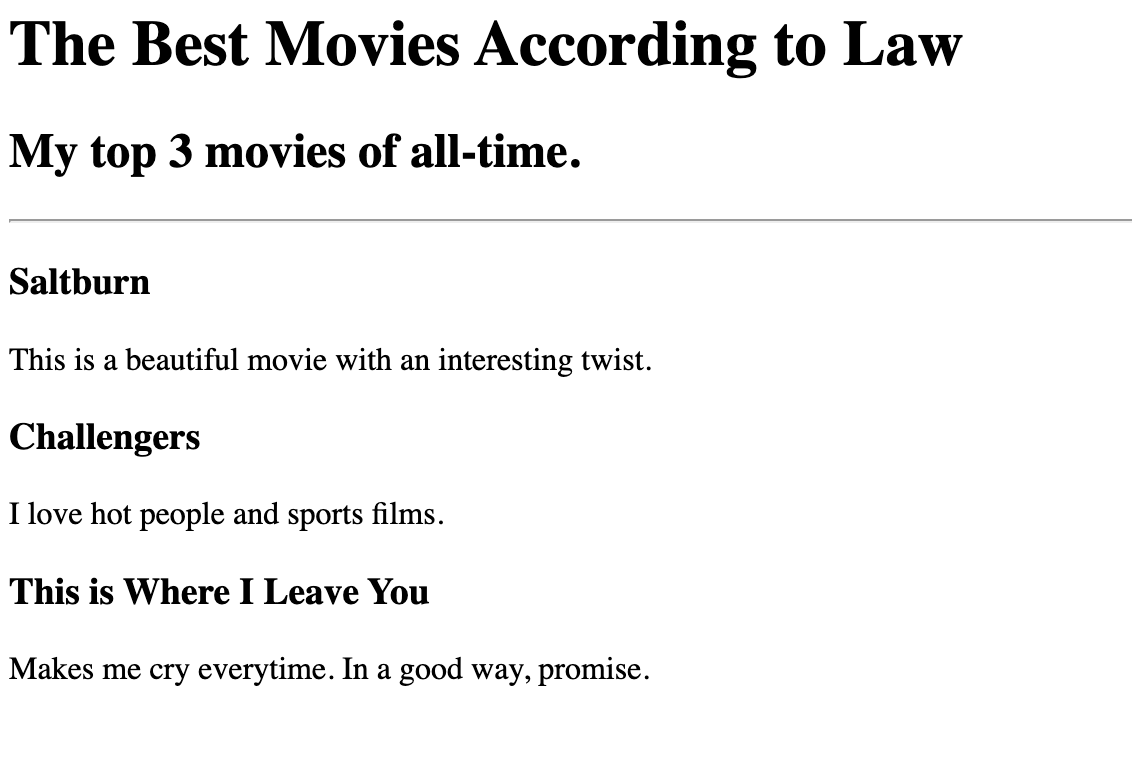 The Best Movies According to Law
My top 3 movies of all-time.
Saltburn
This is a beautiful movie with an interesting twist.
Challengers
I love hot people and sports films.
This is Where I Leave You
Makes me cry everytime. In a good way, promise.